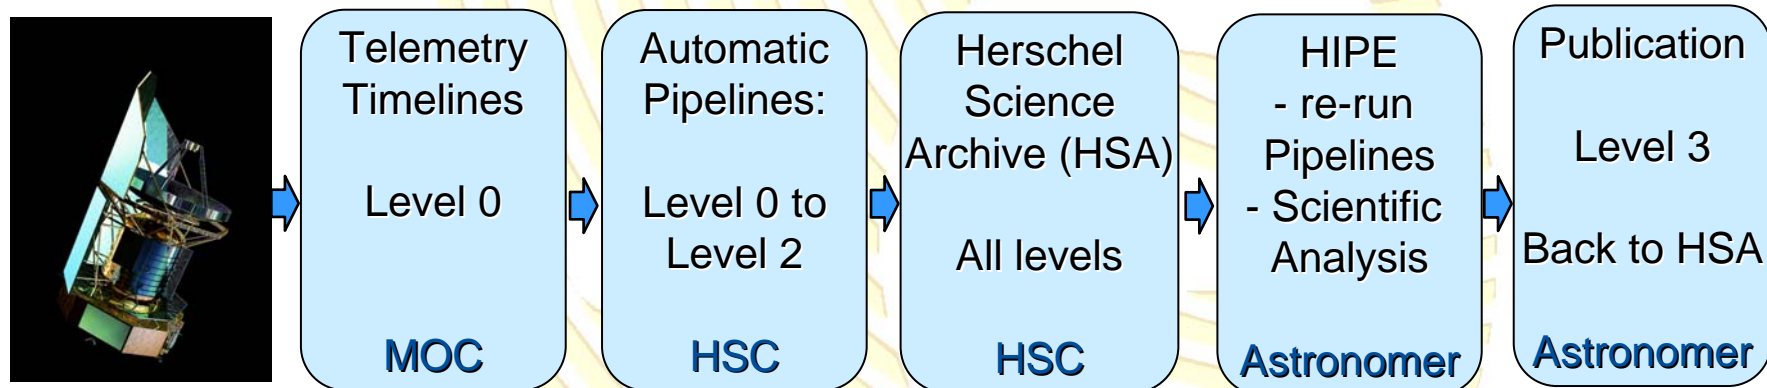 Telemetry
Timelines
Level 0
MOC
Automatic
Pipelines:
Level 0 to
Level 2
HSC
Herschel
Science
Archive (HSA)
All levels
HSC
HIPE
- re-run
Pipelines
- Scientific
Analysis
Astronomer
Publication
Level 3
Back to HSA
Astronomer